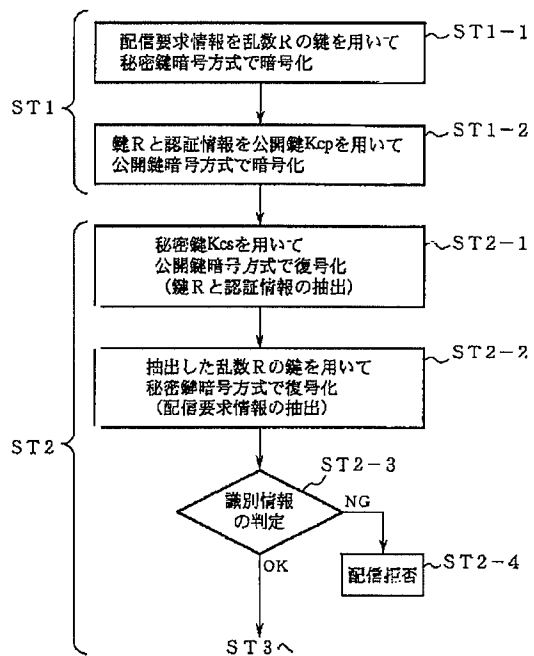 配信要求情報を乱数Rの鍵を用いて
秘密鍵暗号方式で暗号化
ST1-1
ST1
鍵Rと認証情報を公開鍵Kcpを用いて
公開鍵暗号方式で暗号化
ST1-2
秘密鍵Kcsを用いて
公開鍵暗号方式で復号化
(鍵Rと認証情報の抽出)
ST2-1
抽出した乱数Rの鍵を用いて
秘密鍵暗号方式で復号化
(配信要求情報の抽出)
ST2-2
ST2
ST2-3
識別情報
の判定
NG
OK
配信拒否
ST2-4
ST3へ